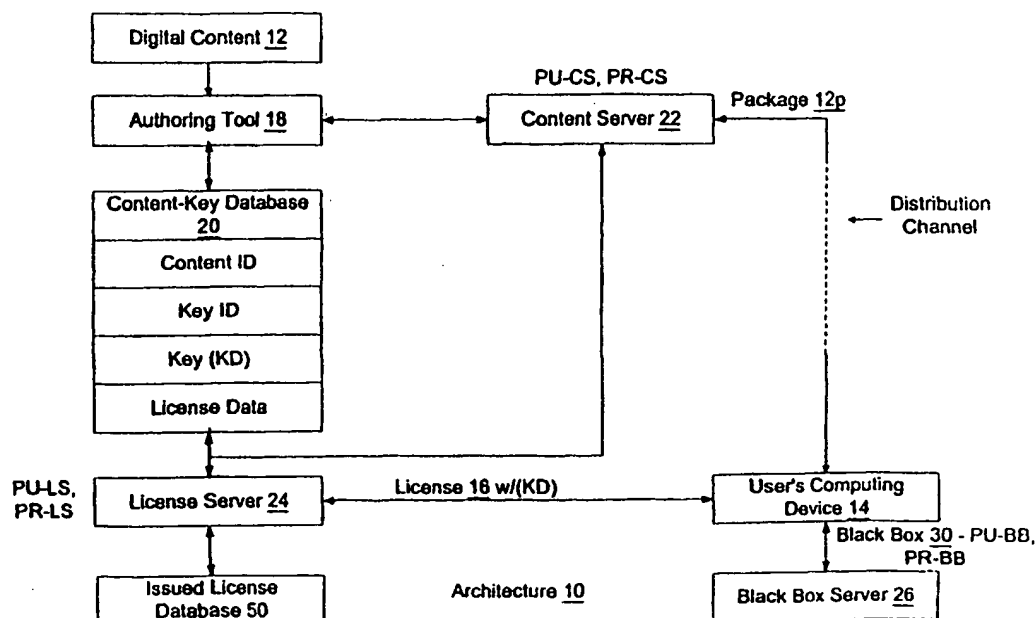 Digital Content 12
PU-CS, PR-CS
Package 12p
Authoring Tool 18
Content Server 22
Content-Key Database
20
Distribution
Channel
Content ID
Key ID
Key (KD)
License Data
PU-LS,
PR-LS
License Server 24
License 16 w/(KD)
User's Computing
Device 14
Black Box 30 - PU-BB,
PR-BB
Issued License
Database 50
Architecture 10
Black Box Server 26